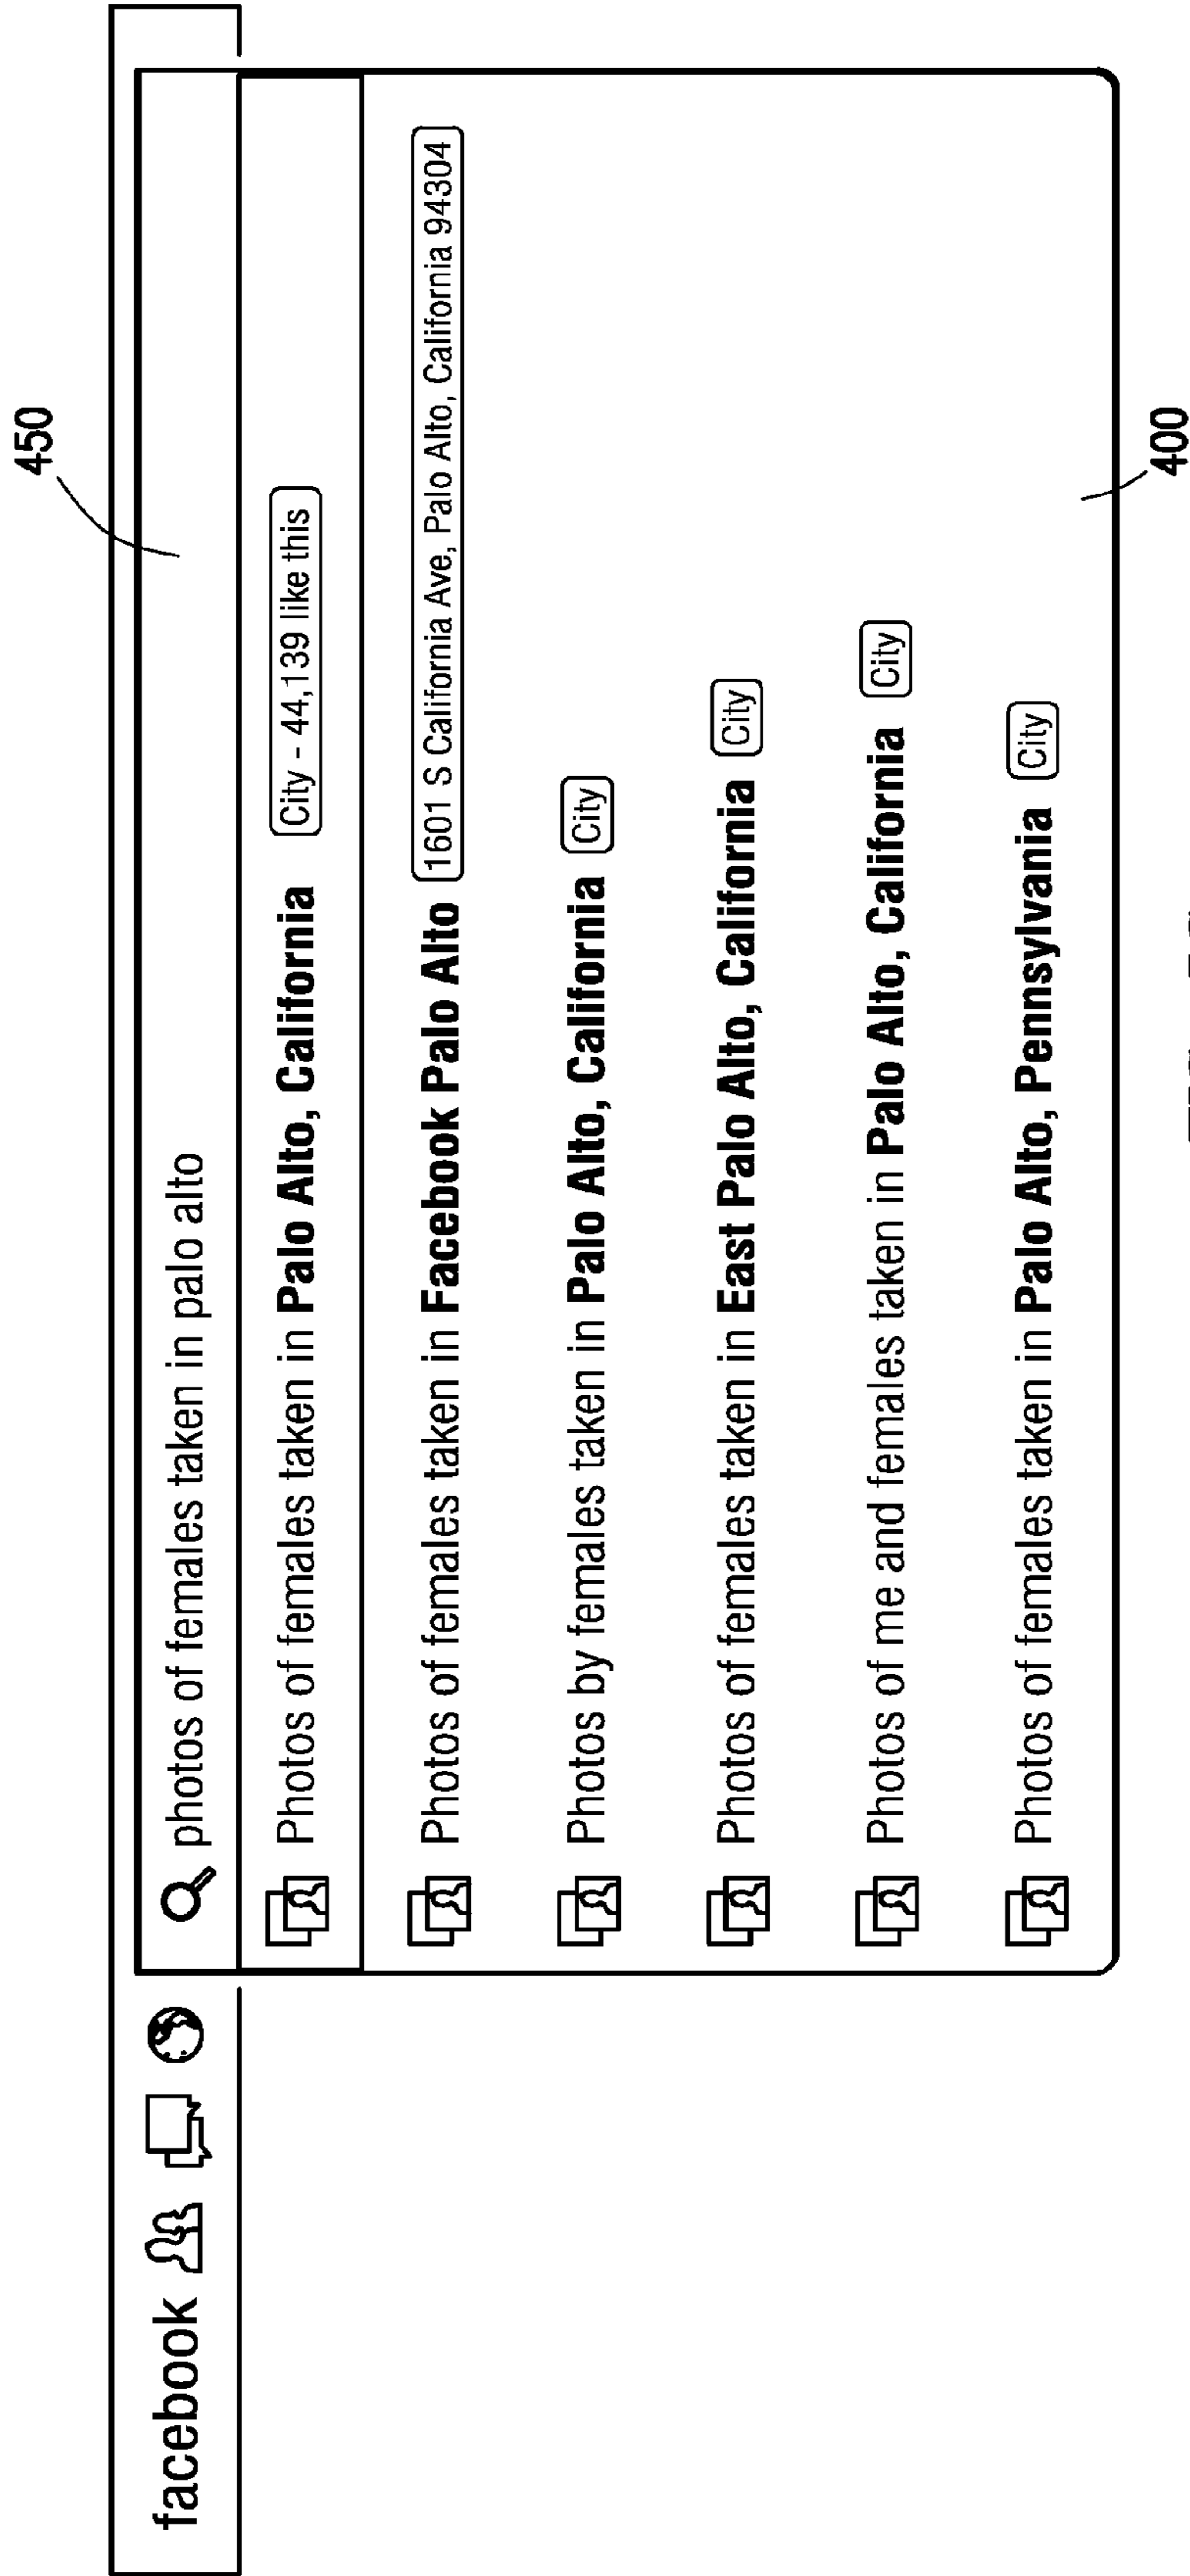 450
facebook photos of females taken in palo alto
Photos of females taken in Palo Alto, California City - 44,139 like this
Photos of females taken in Facebook Palo Alto 1601 S California Ave, Palo Alto, California 94304
Photos by females taken in Palo Alto, California City
Photos of females taken in East Palo Alto, California City
Photos of me and females taken in Palo Alto, California City
Photos of females taken in Palo Alto, Pennsylvania City
400